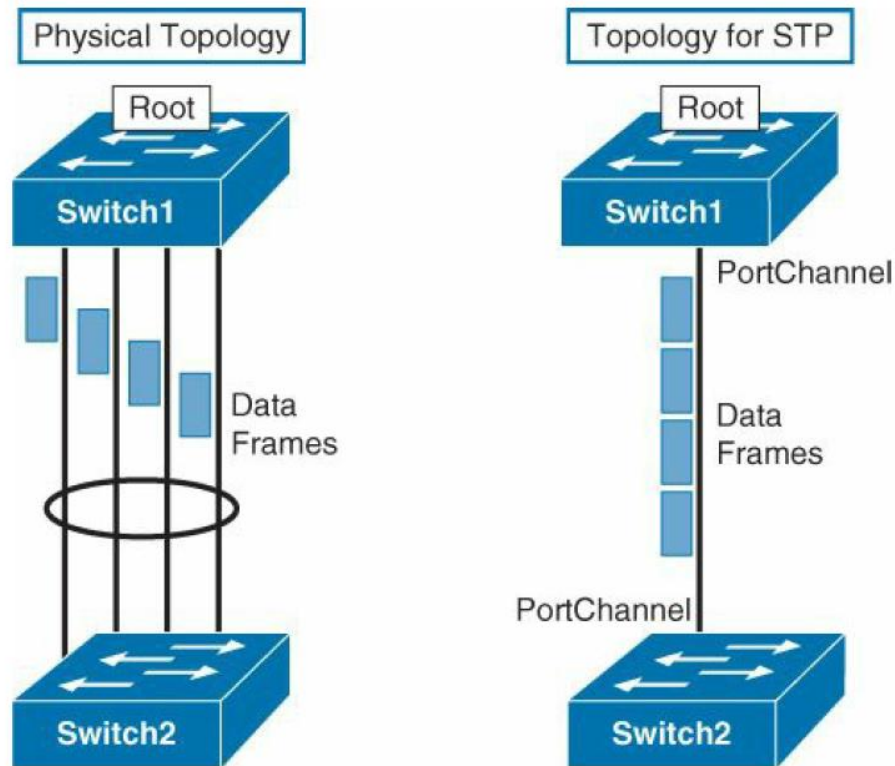 Physical Topology
Root
Switch1
Data
Frames
Switch2
Topology for STP
Root
Switch1
PortChannel
Data
Frames
PortChannel
Switch2